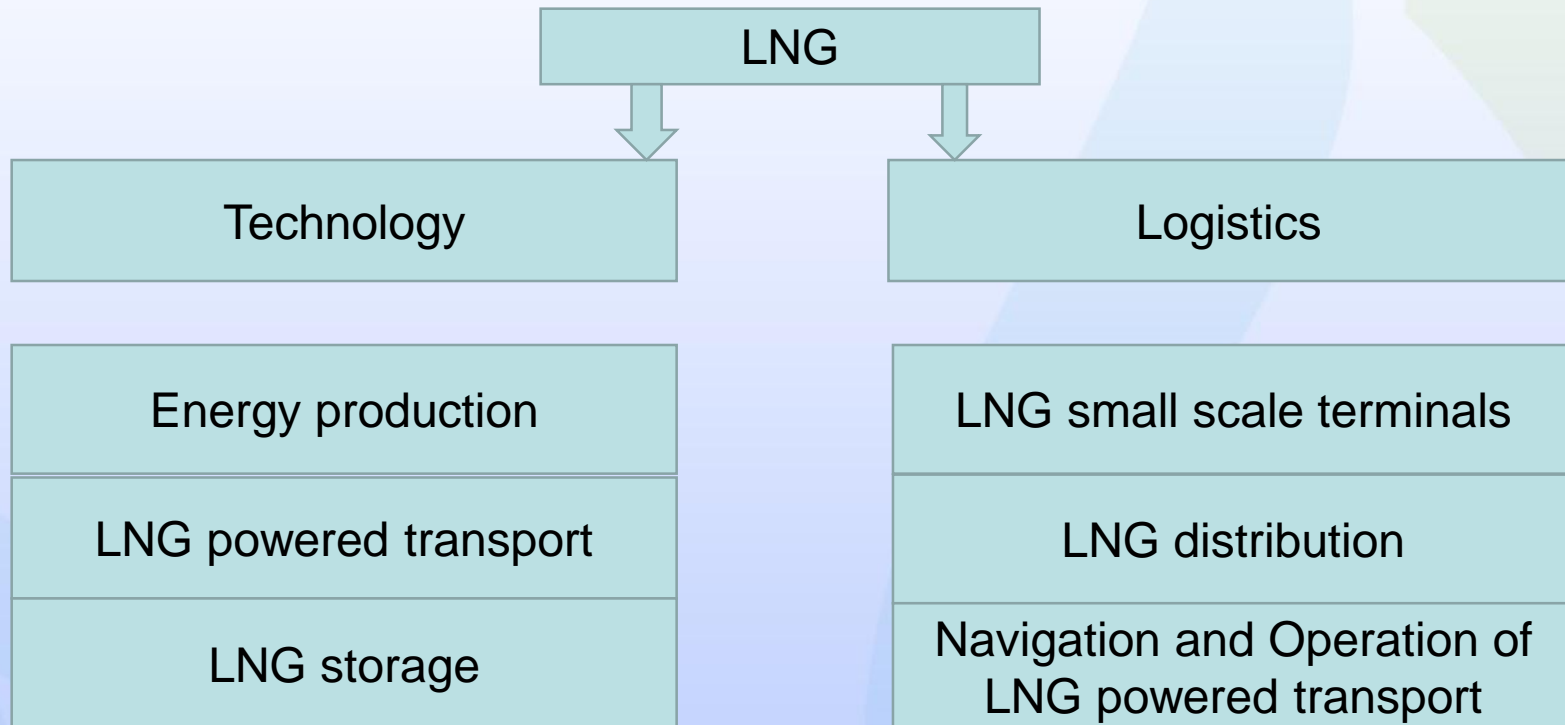 LNG
Technology
Logistics
Energy production
LNG powered transport
LNG storage
LNG small scale terminals
LNG distribution
Navigation and Operation of
LNG powered transport